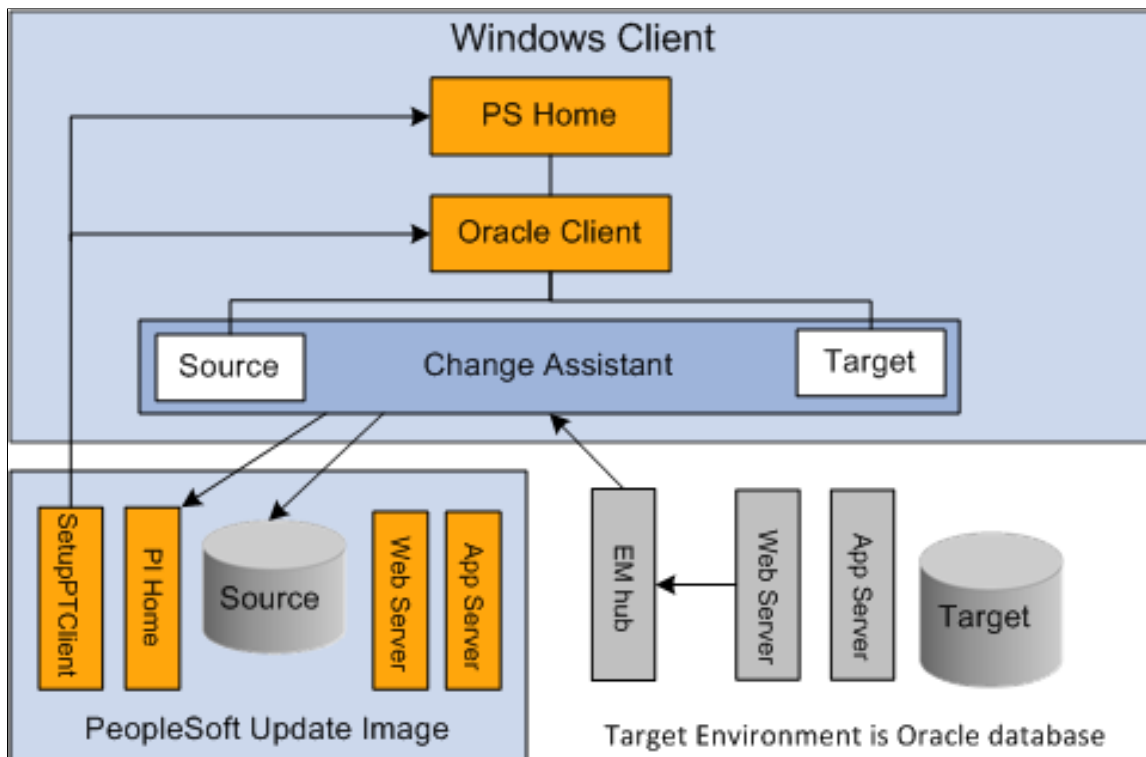 Windows Client
PS Home
Oracle Client
Source
Change Assistant
Target
SetupPTClient
PI Home
Source
Web Server
App Server
PeopleSoft Update Image
EM hub
Web Server
App Server
Target
Target Environment is Oracle database